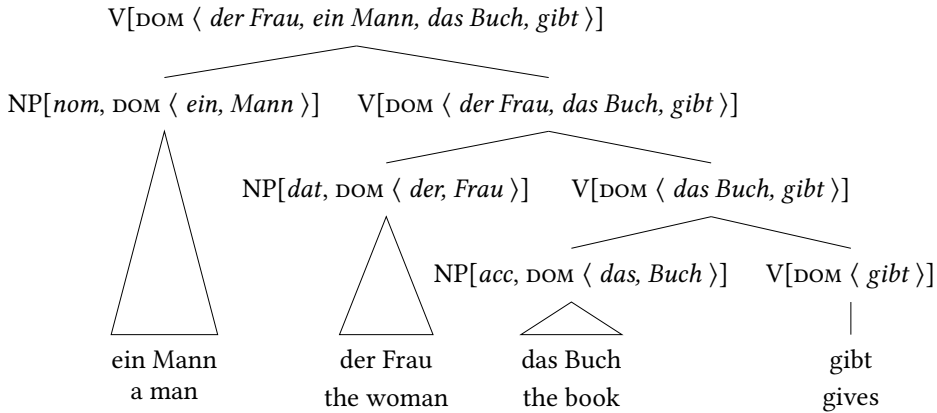 V[DOM ⟨ der Frau, ein Mann, das Buch, gibt ⟩]
NP[nom, DOM ⟨ ein, Mann ⟩] V[DOM ⟨ der Frau, das Buch, gibt ⟩]
NP[dat, DOM ⟨ der, Frau ⟩] V[DOM ⟨ das Buch, gibt ⟩]
NP[acc, DOM ⟨ das, Buch ⟩] V[DOM ⟨ gibt ⟩]
ein Mann der Frau das Buch gibt
a man the woman the book gives